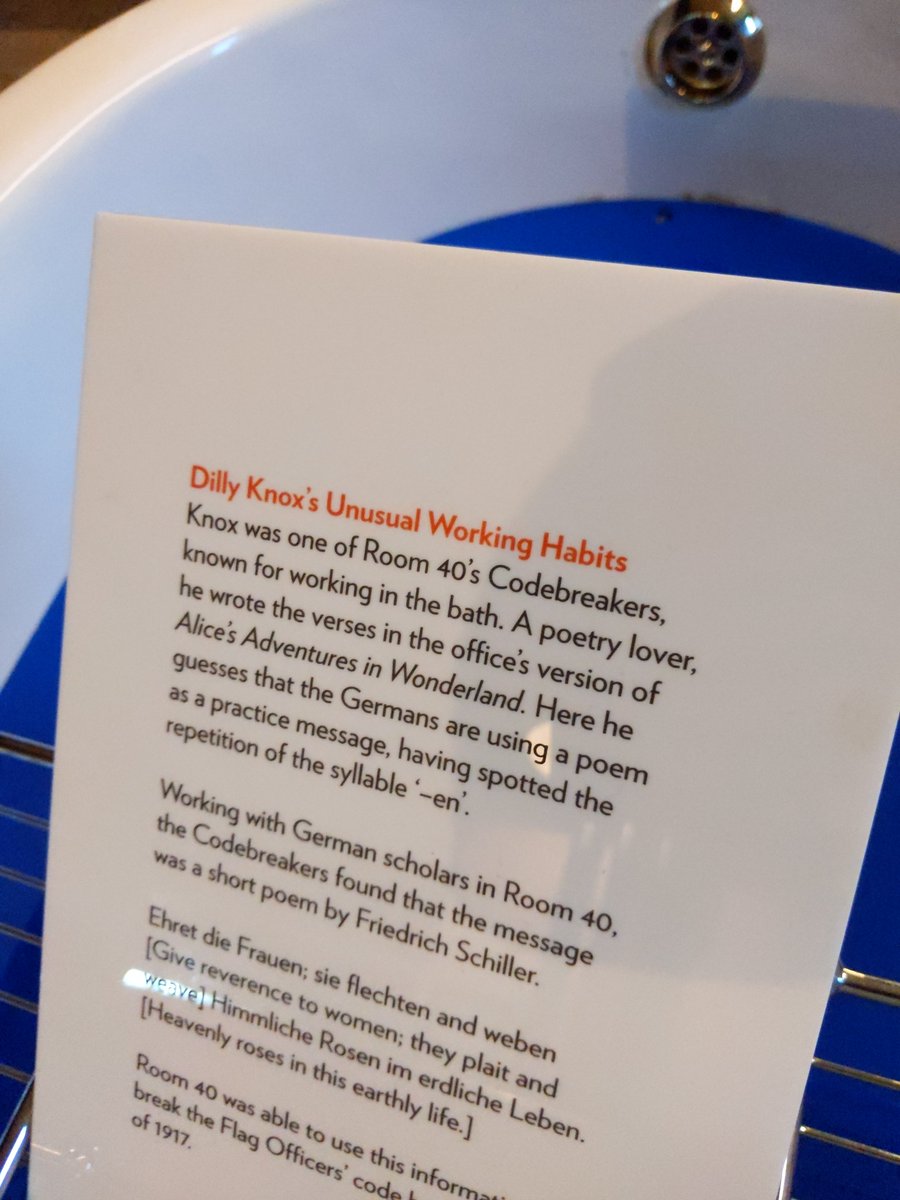 Dilly Knox's Unusual Working Habits
Knox was one of Room 40's Codebreakers,
known for working in the bath. A poetry lover,
he wrote the verses in the office's version of
Alice's Adventures in Wonderland. Here he
guesses that the Germans are using a poem
as a practice message, having spotted the
repetition of the syllable ‘–en’.
Working with German scholars in Room 40,
the Codebreakers found that the message
was a short poem by Friedrich Schiller.
Ehret die Frauen; sie flechten and weben
[Give reverence to women; they plait and
weave] Himmliche Rosen im erdliche Leben.
[Heavenly roses in this earthly life.]
Room 40 was able to use this
break the Flag Officers' code
of 1917.